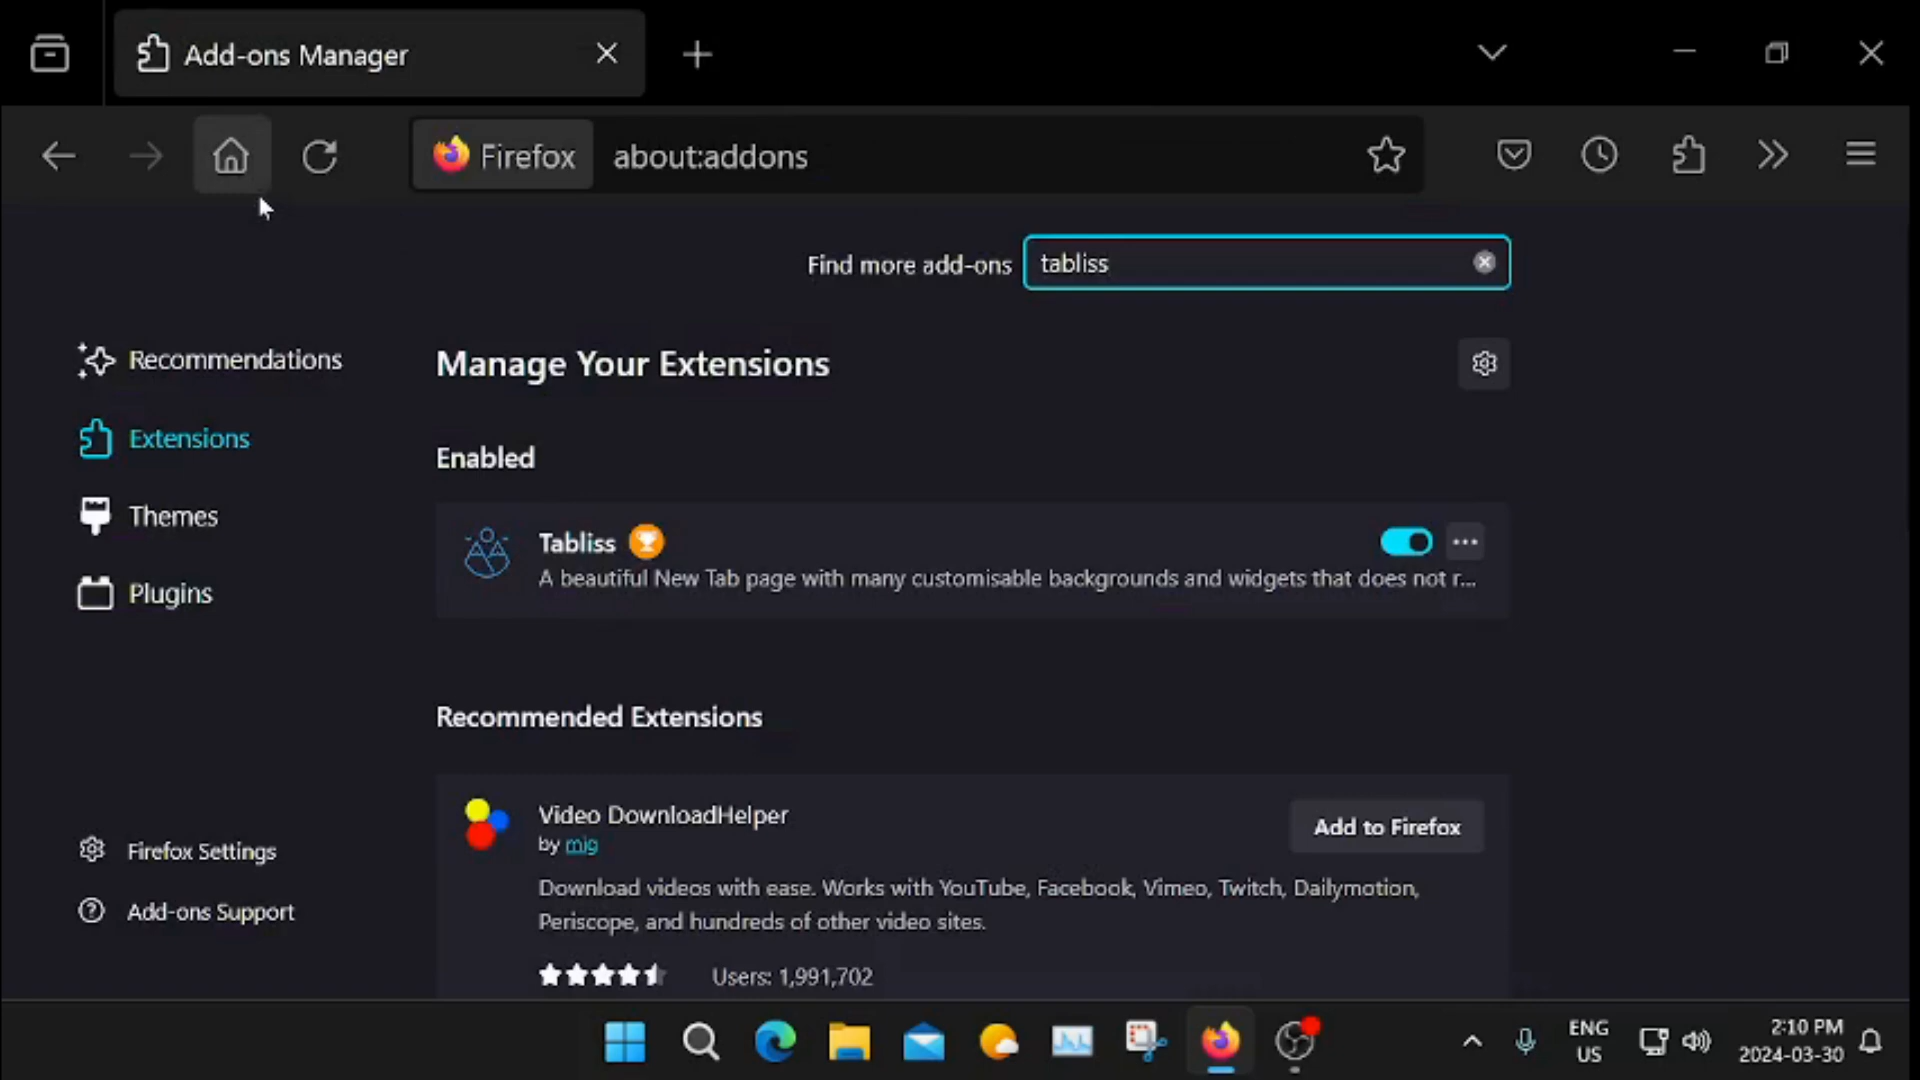 Add-ons Manager
Firefox
about:addons
Find more add-ons
tabliss
Recommendations
Extensions
Themes
Plugins
Firefox Settings
Add-ons Support
Manage Your Extensions
Enabled
Tabliss
A beautiful New Tab page with many customisable backgrounds and widgets that does not r...
Recommended Extensions
Video DownloadHelper
by mig
Add to Firefox
Download videos with ease. Works with YouTube, Facebook, Vimeo, Twitch, Dailymotion,
Periscope, and hundreds of other video sites.
Users: 1,991,702
ENG
US
2:10 PM
2024-03-30